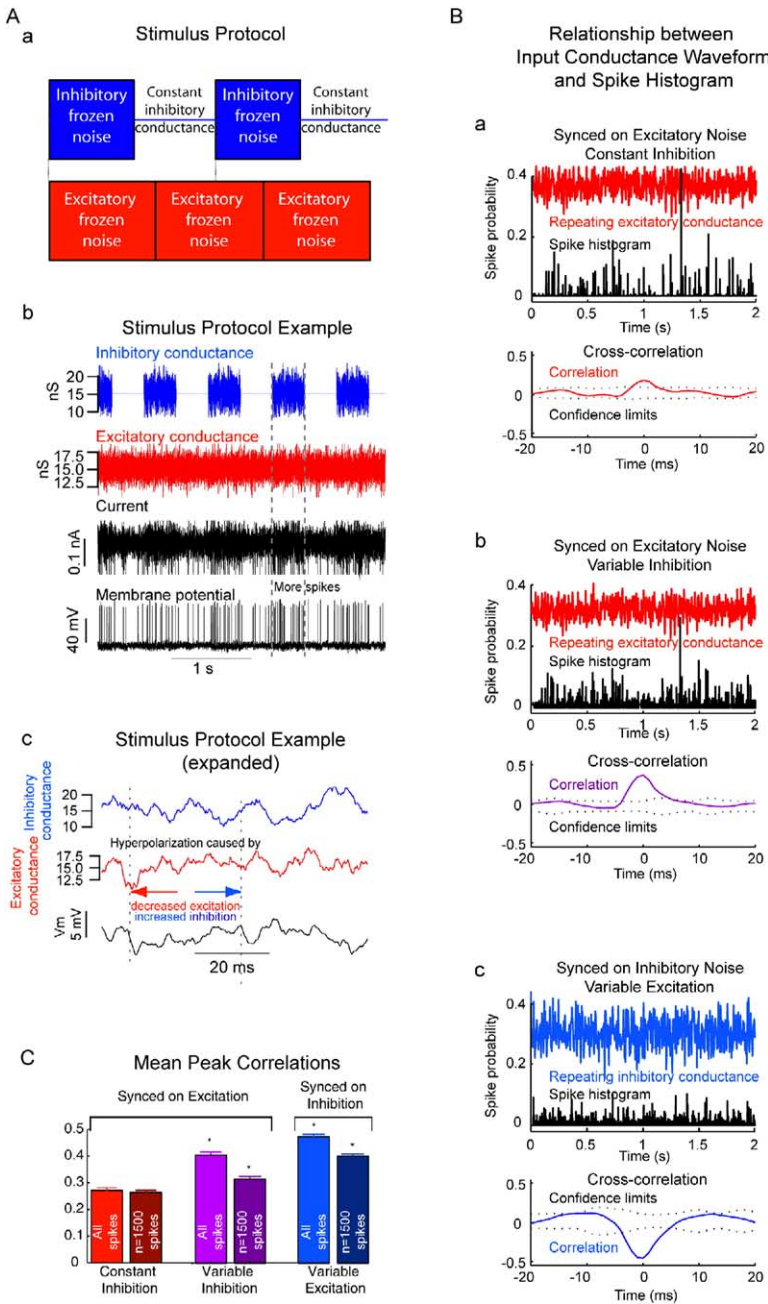 A
a
Stimulus Protocol
Inhibitory
frozen
noise
Constant
inhibitory
conductance
Inhibitory
frozen
noise
Constant
inhibitory
conductance
Excitatory
frozen
noise
Excitatory
frozen
noise
Excitatory
frozen
noise
b
Stimulus Protocol Example
Inhibitory conductance
nS
20
15
10
Excitatory conductance
nS
17.5
15.0
12.5
Current
0.1 nA
Membrane potential
More spikes
40 mV
1 s
c
Stimulus Protocol Example
(expanded)
Inhibitory
conductance
20
15
10
Hyperpolarization caused by
Excitatory
conductance
17.5
15.0
12.5
decreased excitation
increased inhibition
Vm
5 mV
20 ms
C
Mean Peak Correlations
Synced on Excitation
Synced on
Inhibition
0.5
0.4
0.3
0.2
0.1
0
*
*
*
*
All
spikes
n=1500
spikes
All
spikes
n=1500
spikes
All
spikes
n=1500
spikes
Constant
Inhibition
Variable
Inhibition
Variable
Excitation
B
Relationship between
Input Conductance Waveform
and Spike Histogram
a
Synced on Excitatory Noise
Constant Inhibition
Spike probability
0.4
0.2
0
Repeating excitatory conductance
Spike histogram
0 0.5 1 1.5 2
Time (s)
Cross-correlation
0.5
0
-0.5
Correlation
Confidence limits
-20 -10 0 10 20
Time (ms)
b
Synced on Excitatory Noise
Variable Inhibition
Spike probability
0.4
0.2
0
Repeating excitatory conductance
Spike histogram
0 0.5 1 1.5 2
Time (s)
Cross-correlation
0.5
0
-0.5
Correlation
Confidence limits
-20 -10 0 10 20
Time (ms)
c
Synced on Inhibitory Noise
Variable Excitation
Spike probability
0.4
0.2
0
Repeating inhibitory conductance
Spike histogram
0 0.5 1 1.5 2
Time (s)
Cross-correlation
0.5
0
-0.5
Confidence limits
Correlation
-20 -10 0 10 20
Time (ms)